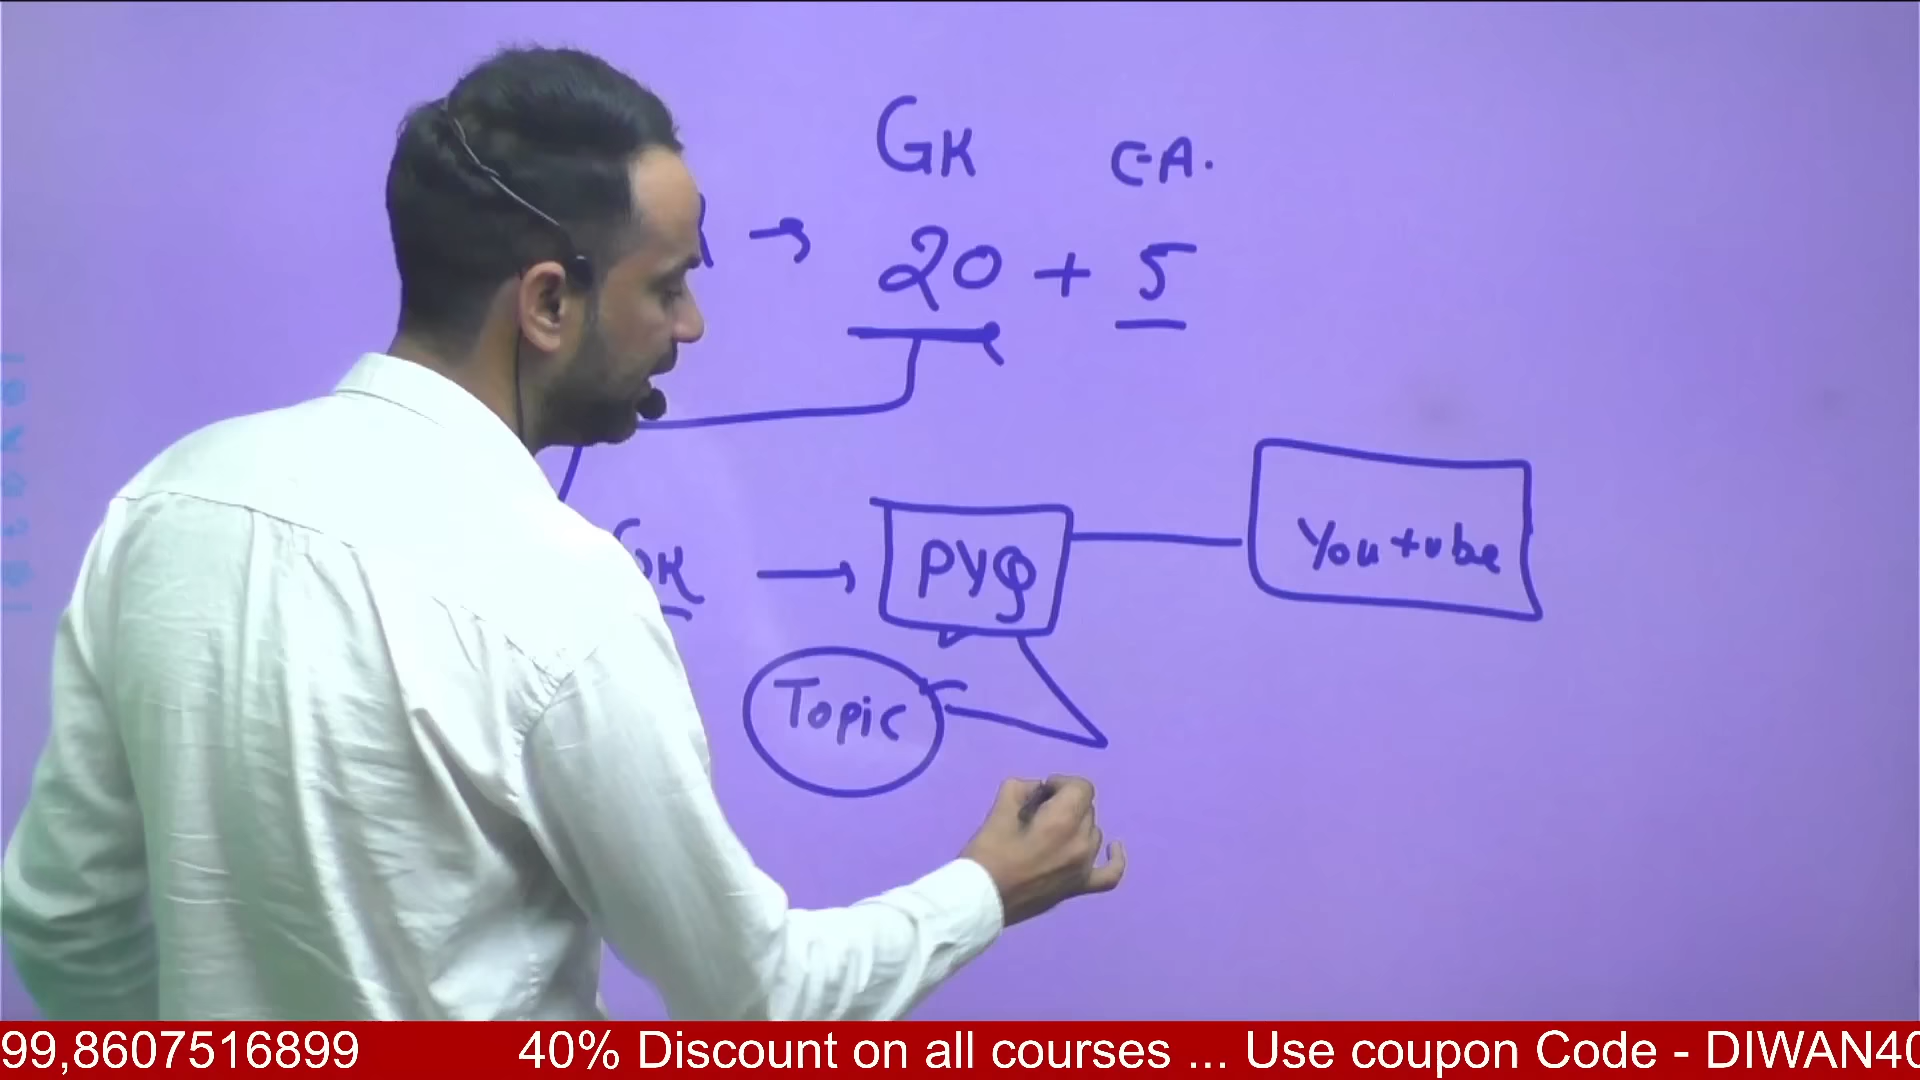 GK C.A.
→ 20 + 5
GK → PYQ Youtube
Topic
99,8607516899 40% Discount on all courses ... Use coupon Code - DIWAN40